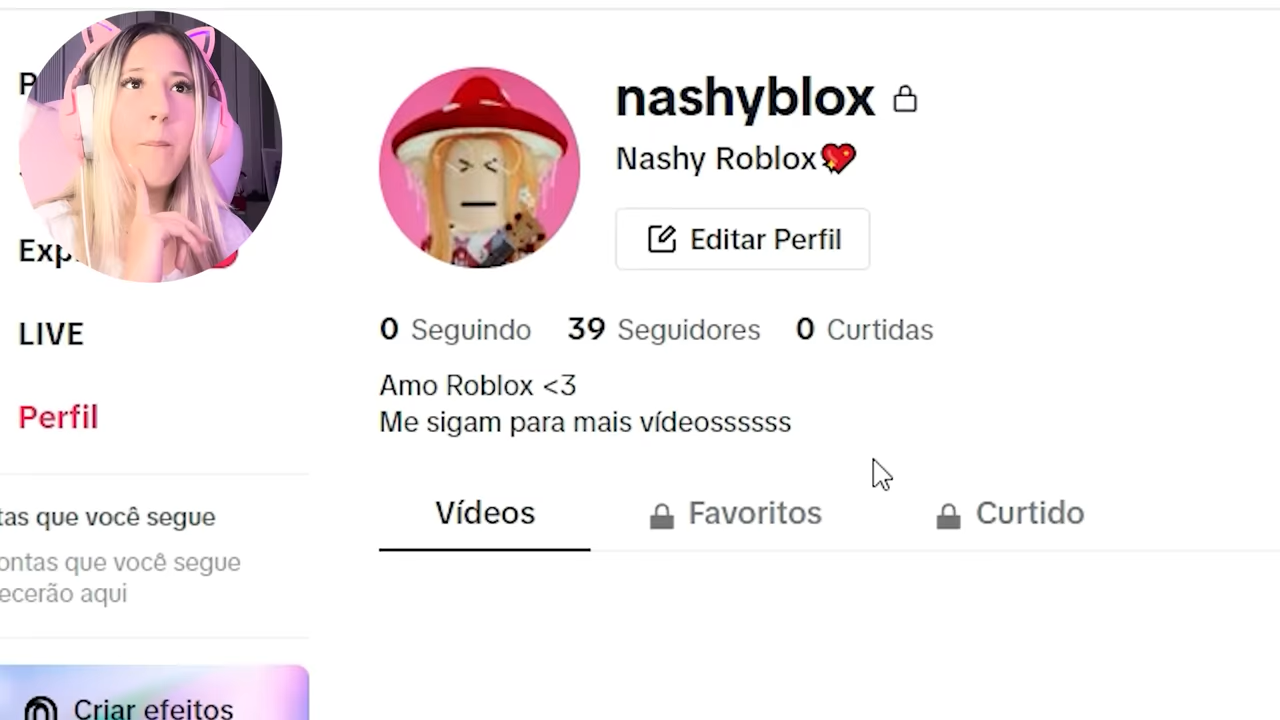 nashyblox
Nashy Roblox
Editar Perfil
0 Seguindo 39 Seguidores 0 Curtidas
Amo Roblox <3
Me sigam para mais vídeossssss
Vídeos Favoritos Curtido
LIVE
Perfil
tas que você segue
ontas que você segue
ecerão aqui
Criar efeitos